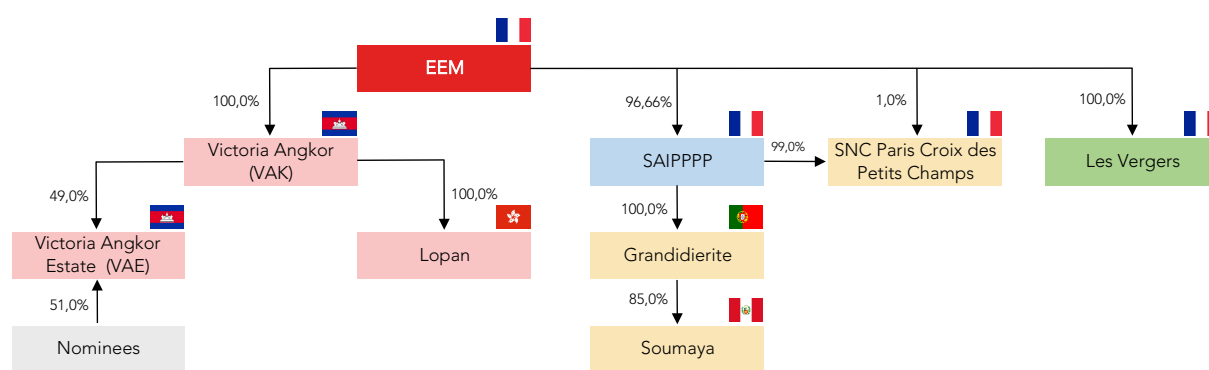 EEM
100,0%
96,66%
1,0%
100,0%
Victoria Angkor
(VAK)
SAIPPPP
99,0%
SNC Paris Croix des
Petits Champs
Les Vergers
49,0%
100,0%
100,0%
Victoria Angkor
Estate (VAE)
Lopan
Grandidierite
51,0%
85,0%
Nominees
Soumaya